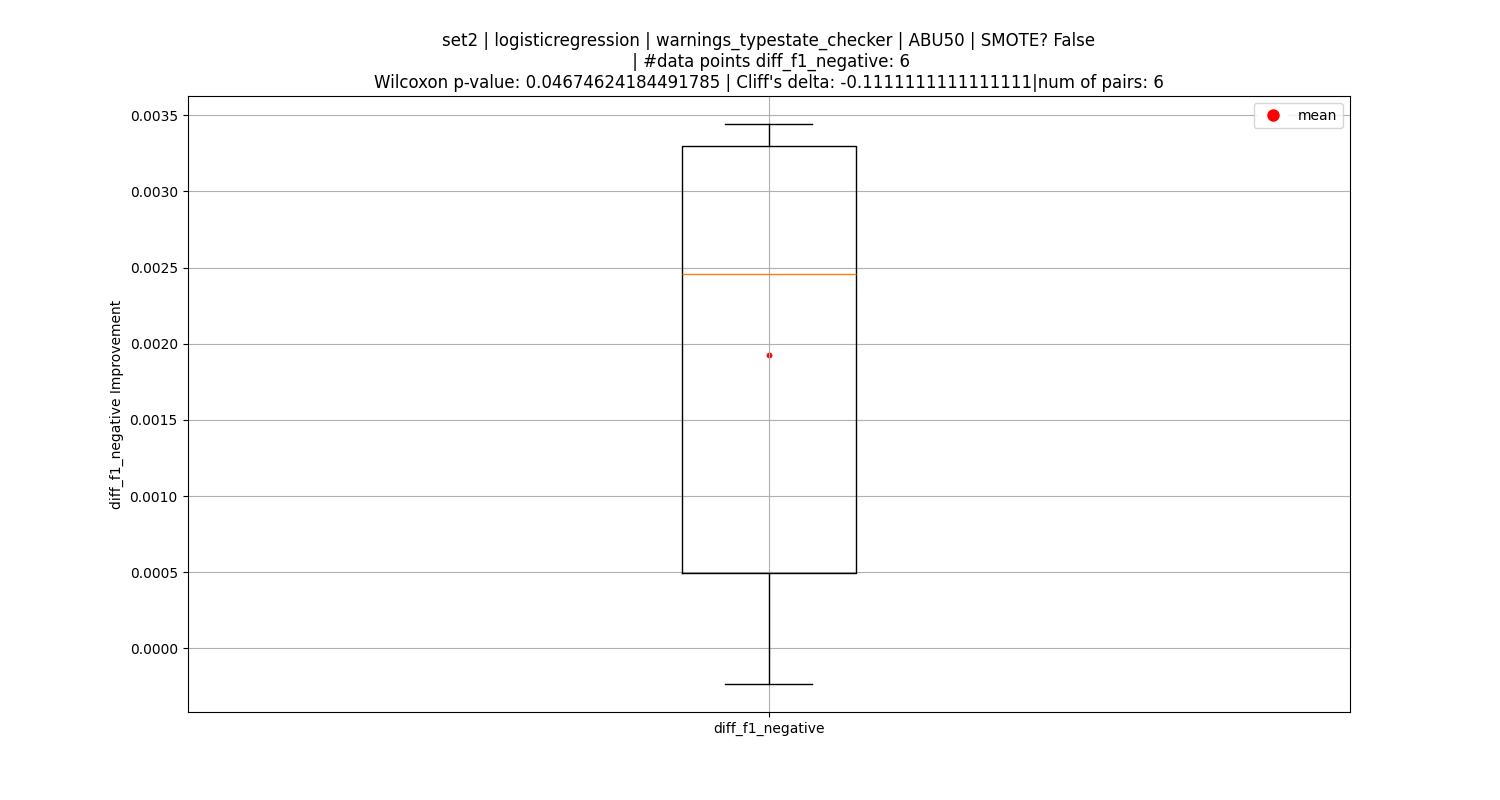 set2 | logisticregression | warnings_typestate_checker | ABU50 | SMOTE? False
| #data points diff_f1_negative: 6
Wilcoxon p-value: 0.04674624184491785 | Cliff's delta: -0.1111111111111111|num of pairs: 6
mean
0.0035
0.0030
0.0025
0.0020
0.0015
0.0010
0.0005
0.0000
diff_f1_negative Improvement
diff_f1_negative